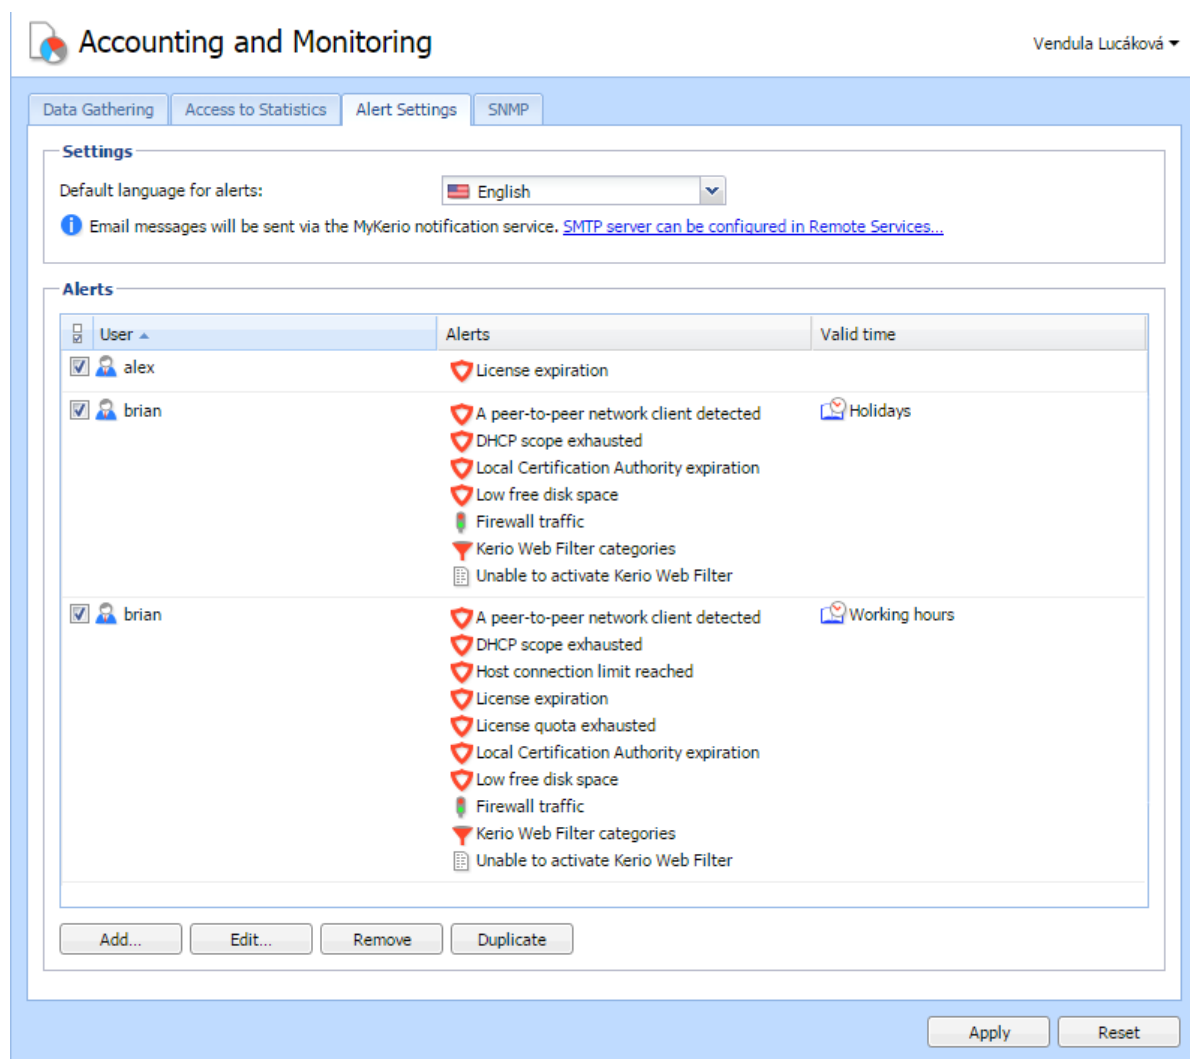 Accounting and Monitoring
Vendula Lucáková
Data Gathering Access to Statistics Alert Settings SNMP
Settings
Default language for alerts: English
Email messages will be sent via the MyKerio notification service. SMTP server can be configured in Remote Services...
Alerts
User Alerts Valid time
alex License expiration
brian A peer-to-peer network client detected Holidays
DHCP scope exhausted
Local Certification Authority expiration
Low free disk space
Firewall traffic
Kerio Web Filter categories
Unable to activate Kerio Web Filter
brian A peer-to-peer network client detected Working hours
DHCP scope exhausted
Host connection limit reached
License expiration
License quota exhausted
Local Certification Authority expiration
Low free disk space
Firewall traffic
Kerio Web Filter categories
Unable to activate Kerio Web Filter
Add... Edit... Remove Duplicate
Apply Reset